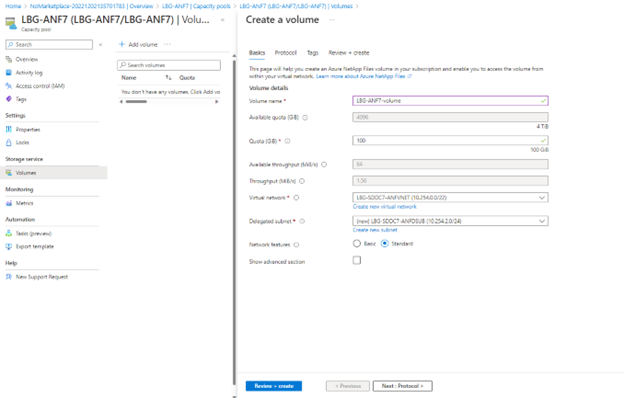 Home > NetMarketplace-20221202135701783 | Overview > LBG-ANF7 | Capacity pools > LBG-ANF7 (LBG-ANF7/LBG-ANF7) | Volumes >
LBG-ANF7 (LBG-ANF7/LBG-ANF7) | Volu...
Capacity pool
Search
Overview
Activity log
Access control (IAM)
Tags
Settings
Properties
Locks
Storage service
Volumes
Monitoring
Metrics
Automation
Tasks (preview)
Export template
Help
New Support Request
+ Add volume ...
Search volumes
Name Quota
You don't have any volumes. Click Add vo
Create a volume ...
Basics Protocol Tags Review + create
This page will help you create an Azure NetApp Files volume in your subscription and enable you to access the volume from
within your virtual network. Learn more about Azure NetApp Files
Volume details
Volume name *
LBG-ANF7-volume
Available quota (GiB)
4096
4 TiB
Quota (GiB) *
100
100 GiB
Available throughput (MiB/s)
64
Throughput (MiB/s)
1.56
Virtual network *
LBG-SDDC7-ANFVNET (10.254.0.0/22)
Create new virtual network
Delegated subnet *
(new) LBG-SDDC7-ANFDSUB (10.254.2.0/24)
Create new subnet
Network features
Basic Standard
Show advanced section
Review + create
< Previous
Next : Protocol >